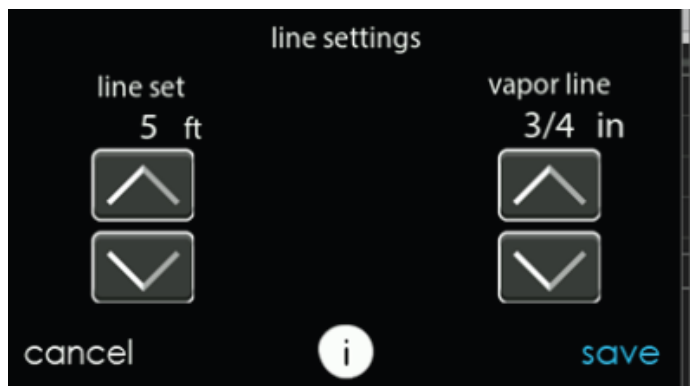 line settings
line set
5 ft
vapor line
3/4 in
cancel
i
save